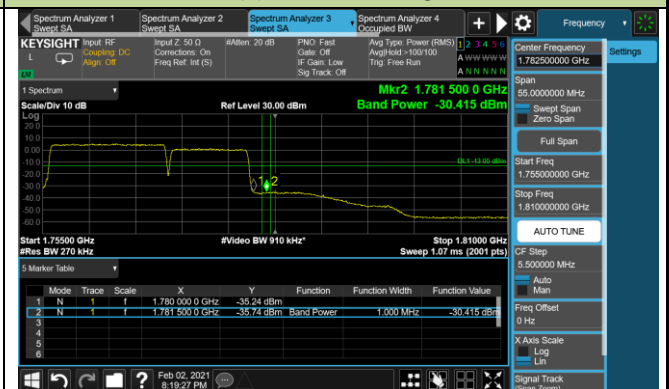 Spectrum Analyzer 1 Swept SA
Spectrum Analyzer 2 Swept SA
Spectrum Analyzer 3 Swept SA
Spectrum Analyzer 4 Occupied BW
Frequency
KEYSIGHT
L
LXI
Input: RF
Coupling: DC
Align: Off
Input Z: 50 Ω
Corrections: On
Freq Ref: Int (S)
#Atten: 20 dB
PNO: Fast
Gate: Off
IF Gain: Low
Sig Track: Off
Avg Type: Power (RMS)
Avg|Hold:>100/100
Trig: Free Run
1 2 3 4 5 6
A W W W W W
A N N N N N
1 Spectrum
Scale/Div 10 dB
Log
Ref Level 30.00 dBm
Mkr2 1.781 500 0 GHz
Band Power -30.415 dBm
20.0
10.0
0.00
-10.0
-20.0
-30.0
-40.0
-50.0
-60.0
DL1 -13.00 dBm
1 2
Start 1.75500 GHz
#Res BW 270 kHz
#Video BW 910 kHz*
Stop 1.81000 GHz
Sweep 1.07 ms (2001 pts)
5 Marker Table
Mode Trace Scale X Y Function Function Width Function Value
1 N 1 f 1.780 000 0 GHz -35.24 dBm
2 N 1 f 1.781 500 0 GHz -35.74 dBm Band Power 1.000 MHz -30.415 dBm
3
4
5
6
Feb 02, 2021
8:19:27 PM
Settings
Center Frequency
1.782500000 GHz
Span
55.0000000 MHz
Swept Span
Zero Span
Full Span
Start Freq
1.755000000 GHz
Stop Freq
1.810000000 GHz
AUTO TUNE
CF Step
5.500000 MHz
Auto
Man
Freq Offset
0 Hz
X Axis Scale
Log
Lin
Signal Track
(Span Zoom)